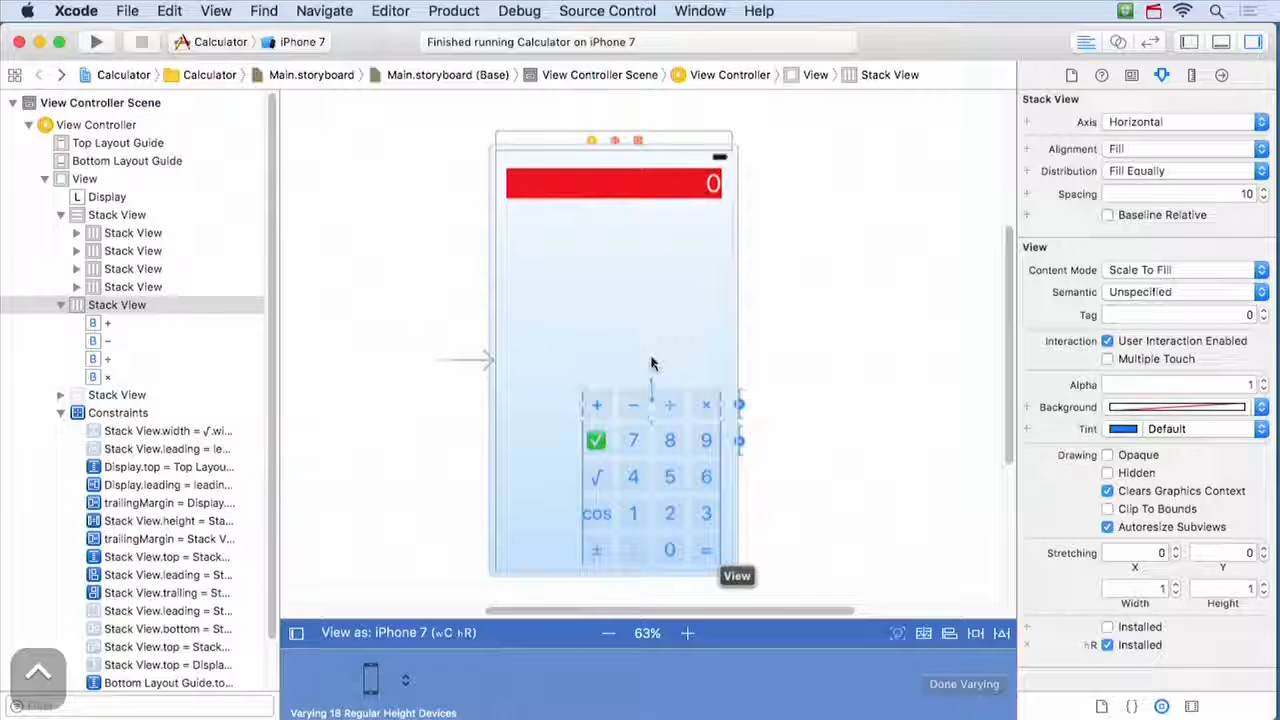 Xcode File Edit View Find Navigate Editor Product Debug Source Control Window Help
Calculator iPhone 7
Finished running Calculator on iPhone 7
Calculator Calculator Main.storyboard Main.storyboard (Base) View Controller Scene View Controller View Stack View
View Controller Scene
View Controller
Top Layout Guide
Bottom Layout Guide
View
L Display
Stack View
Stack View
Stack View
Stack View
Stack View
Stack View
B +
B −
B ÷
B ×
Stack View
Constraints
Stack View.width = √.wi...
Stack View.leading = le...
Display.top = Top Layou...
Display.leading = leadin...
trailingMargin = Display....
Stack View.height = Sta...
trailingMargin = Stack V...
Stack View.top = Stack...
Stack View.leading = St...
Stack View.trailing = St...
Stack View.leading = St...
Stack View.bottom = St...
Stack View.top = Stack...
Stack View.top = Displa...
Bottom Layout Guide.to...
0
+ − ÷ ×
✅ 7 8 9
√ 4 5 6
cos 1 2 3
± 0 =
View
View as: iPhone 7 (wC hR)
— 63% +
Done Varying
Varying 18 Regular Height Devices
Stack View
+ Axis Horizontal
+ Alignment Fill
+ Distribution Fill Equally
+ Spacing 10
+ Baseline Relative
View
Content Mode Scale To Fill
Semantic Unspecified
Tag 0
Interaction User Interaction Enabled
Multiple Touch
+ Alpha 1
+ Background
+ Tint Default
Drawing Opaque
+ Hidden
Clears Graphics Context
Clip To Bounds
Autoresize Subviews
Stretching 0 0
X Y
1 1
Width Height
+ Installed
× hR Installed